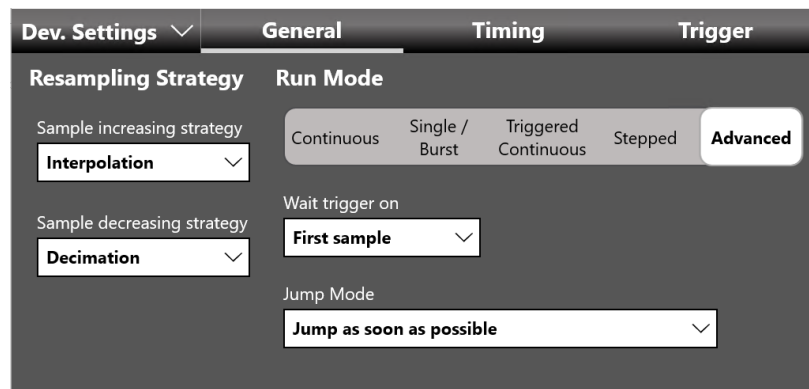 Dev. Settings
General
Timing
Trigger
Resampling Strategy
Run Mode
Sample increasing strategy
Interpolation
Sample decreasing strategy
Decimation
Continuous
Single /
Burst
Triggered
Continuous
Stepped
Advanced
Wait trigger on
First sample
Jump Mode
Jump as soon as possible